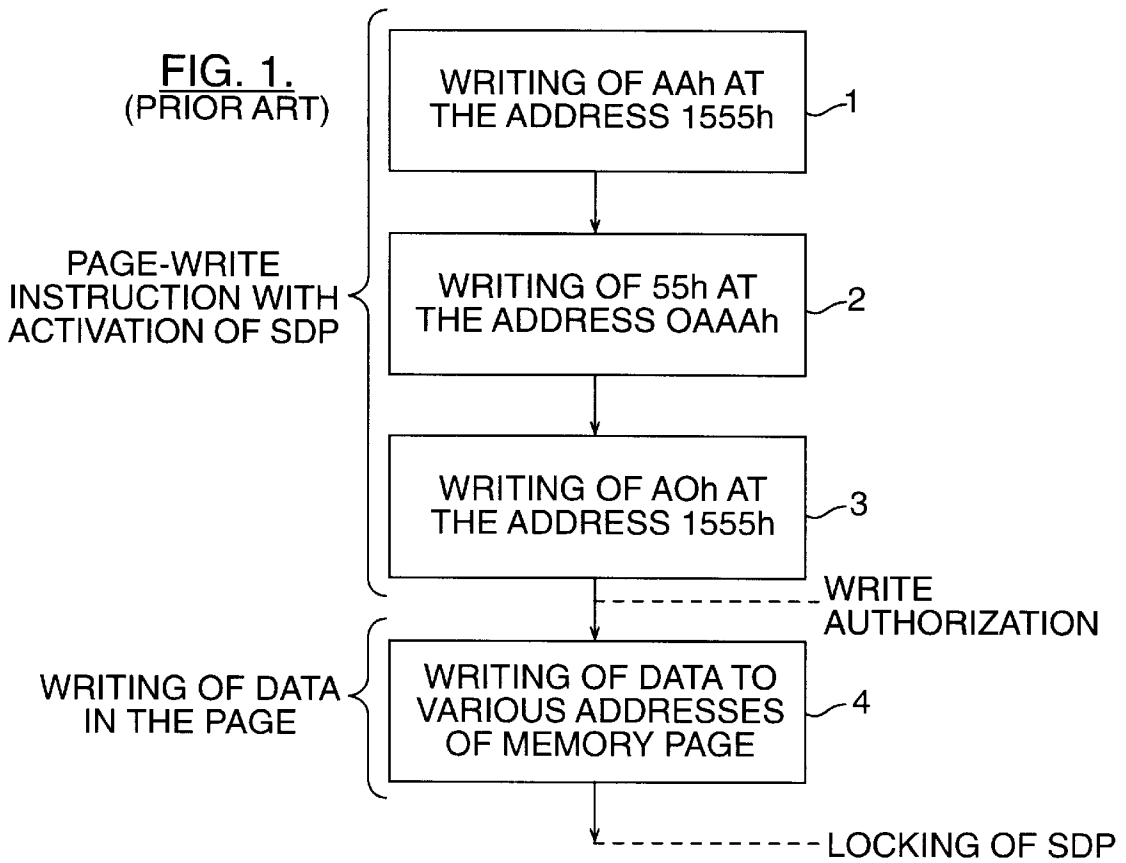 FIG. 1.
(PRIOR ART)
WRITING OF AAh AT
THE ADDRESS 1555h
1
PAGE-WRITE
INSTRUCTION WITH
ACTIVATION OF SDP
WRITING OF 55h AT
THE ADDRESS OAAAh
2
WRITING OF AOh AT
THE ADDRESS 1555h
3
WRITE
AUTHORIZATION
WRITING OF DATA
IN THE PAGE
WRITING OF DATA TO
VARIOUS ADDRESSES
OF MEMORY PAGE
4
LOCKING OF SDP